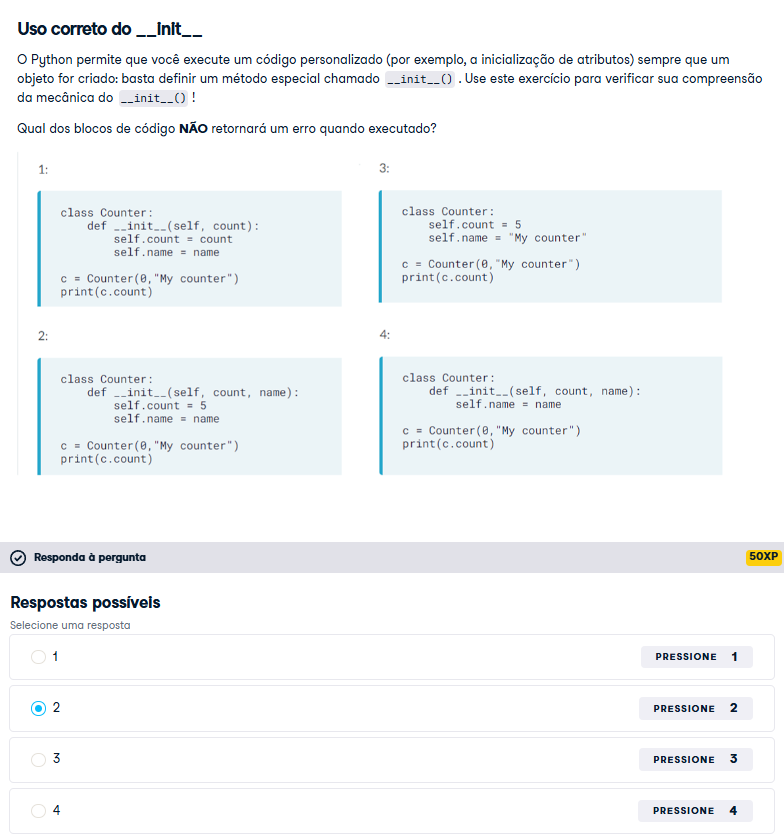 Uso correto do __init__
O Python permite que você execute um código personalizado (por exemplo, a inicialização de atributos) sempre que um
objeto for criado: basta definir um método especial chamado __init__() . Use este exercício para verificar sua compreensão
da mecânica do __init__() !
Qual dos blocos de código NÃO retornará um erro quando executado?
1:
class Counter:
    def __init__(self, count):
        self.count = count
        self.name = name
c = Counter(0,"My counter")
print(c.count)
2:
class Counter:
    def __init__(self, count, name):
        self.count = 5
        self.name = name
c = Counter(0,"My counter")
print(c.count)
3:
class Counter:
    self.count = 5
    self.name = "My counter"
c = Counter(0,"My counter")
print(c.count)
4:
class Counter:
    def __init__(self, count, name):
        self.name = name
c = Counter(0,"My counter")
print(c.count)
Responda à pergunta 50XP
Respostas possíveis
Selecione uma resposta
1 PRESSIONE 1
2 PRESSIONE 2
3 PRESSIONE 3
4 PRESSIONE 4